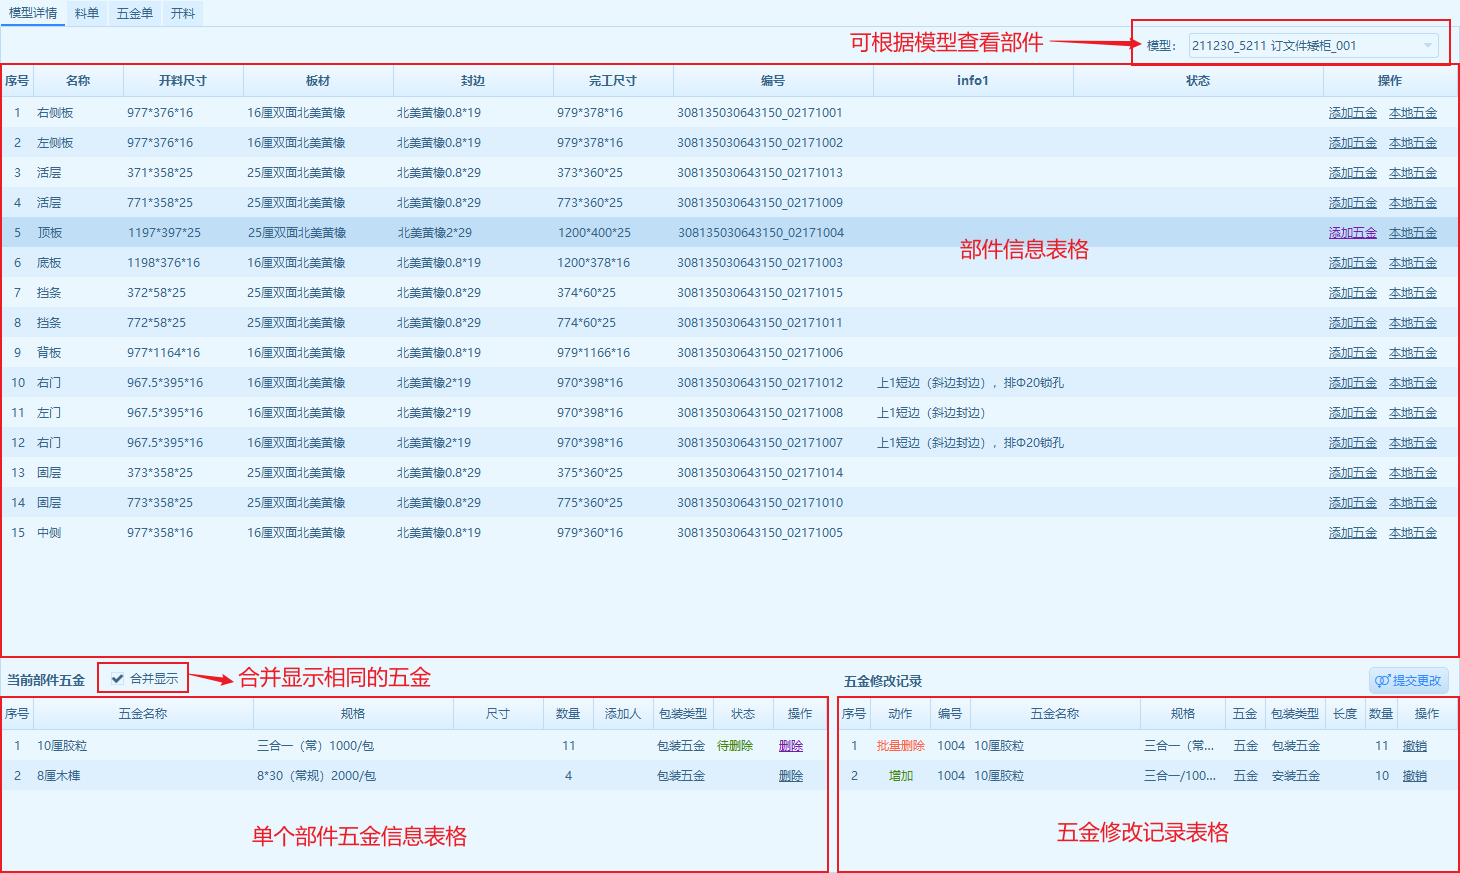 模型详情 料单 五金单 开料
可根据模型查看部件 模型： 211230_5211 订文件矮柜_001
序号 名称 开料尺寸 板材 封边 完工尺寸 编号 info1 状态 操作
1 右侧板 977*376*16 16厘双面北美黄橡 北美黄橡0.8*19 979*378*16 308135030643150_02171001 添加五金 本地五金
2 左侧板 977*376*16 16厘双面北美黄橡 北美黄橡0.8*19 979*378*16 308135030643150_02171002 添加五金 本地五金
3 活层 371*358*25 25厘双面北美黄橡 北美黄橡0.8*29 373*360*25 308135030643150_02171013 添加五金 本地五金
4 活层 771*358*25 25厘双面北美黄橡 北美黄橡0.8*29 773*360*25 308135030643150_02171009 添加五金 本地五金
5 顶板 1197*397*25 25厘双面北美黄橡 北美黄橡2*29 1200*400*25 308135030643150_02171004 添加五金 本地五金
部件信息表格
6 底板 1198*376*16 16厘双面北美黄橡 北美黄橡0.8*19 1200*378*16 308135030643150_02171003 添加五金 本地五金
7 挡条 372*58*25 25厘双面北美黄橡 北美黄橡0.8*29 374*60*25 308135030643150_02171015 添加五金 本地五金
8 挡条 772*58*25 25厘双面北美黄橡 北美黄橡0.8*29 774*60*25 308135030643150_02171011 添加五金 本地五金
9 背板 977*1164*16 16厘双面北美黄橡 北美黄橡0.8*19 979*1166*16 308135030643150_02171006 添加五金 本地五金
10 右门 967.5*395*16 16厘双面北美黄橡 北美黄橡2*19 970*398*16 308135030643150_02171012 上1短边（斜边封边），排Φ20锁孔 添加五金 本地五金
11 左门 967.5*395*16 16厘双面北美黄橡 北美黄橡2*19 970*398*16 308135030643150_02171008 上1短边（斜边封边） 添加五金 本地五金
12 右门 967.5*395*16 16厘双面北美黄橡 北美黄橡2*19 970*398*16 308135030643150_02171007 上1短边（斜边封边），排Φ20锁孔 添加五金 本地五金
13 固层 373*358*25 25厘双面北美黄橡 北美黄橡0.8*29 375*360*25 308135030643150_02171014 添加五金 本地五金
14 固层 773*358*25 25厘双面北美黄橡 北美黄橡0.8*29 775*360*25 308135030643150_02171010 添加五金 本地五金
15 中侧 977*358*16 16厘双面北美黄橡 北美黄橡0.8*19 979*360*16 308135030643150_02171005 添加五金 本地五金
当前部件五金 合并显示 合并显示相同的五金
序号 五金名称 规格 尺寸 数量 添加人 包装类型 状态 操作
1 10厘胶粒 三合一（常）1000/包 11 包装五金 待删除 删除
2 8厘木榫 8*30（常规）2000/包 4 包装五金 删除
单个部件五金信息表格
五金修改记录 提交更改
序号 动作 编号 五金名称 规格 五金 包装类型 长度 数量 操作
1 批量删除 1004 10厘胶粒 三合一（常... 五金 包装五金 11 撤销
2 增加 1004 10厘胶粒 三合一/100... 五金 安装五金 10 撤销
五金修改记录表格